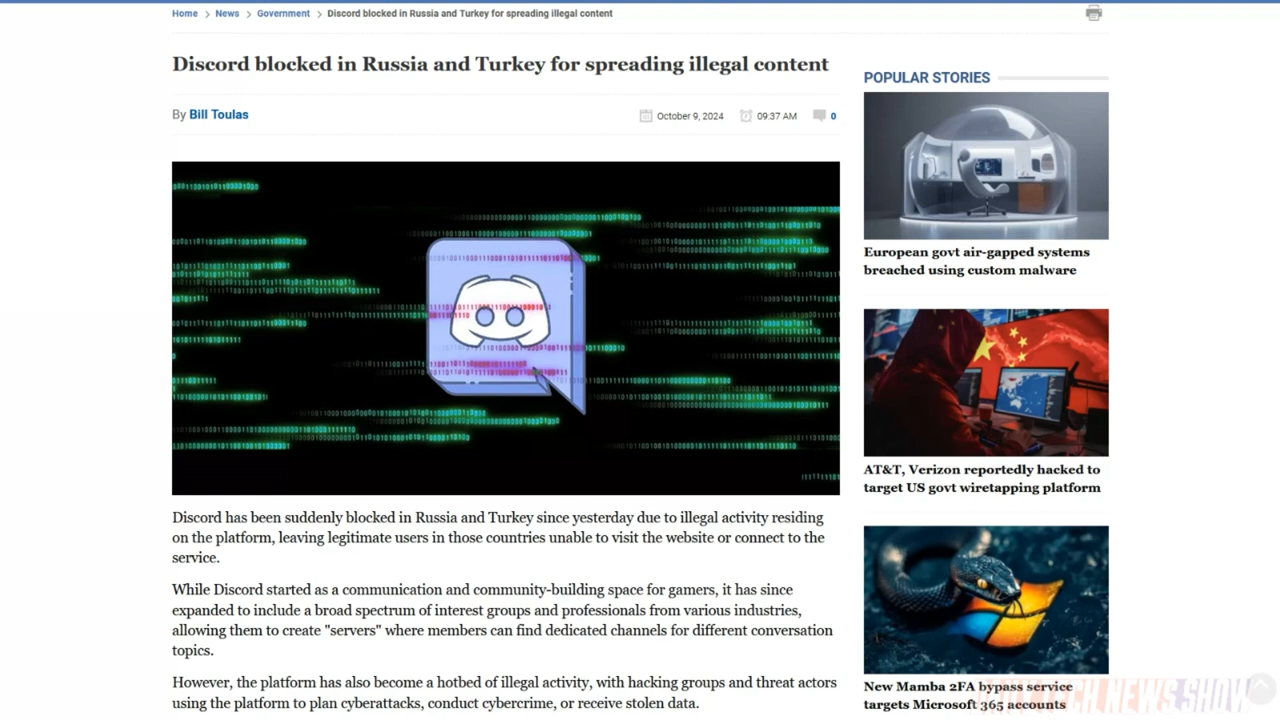 Home > News > Government > Discord blocked in Russia and Turkey for spreading illegal content
Discord blocked in Russia and Turkey for spreading illegal content
By Bill Toulas
October 9, 2024 09:37 AM 0
Discord has been suddenly blocked in Russia and Turkey since yesterday due to illegal activity residing
on the platform, leaving legitimate users in those countries unable to visit the website or connect to the
service.
While Discord started as a communication and community-building space for gamers, it has since
expanded to include a broad spectrum of interest groups and professionals from various industries,
allowing them to create "servers" where members can find dedicated channels for different conversation
topics.
However, the platform has also become a hotbed of illegal activity, with hacking groups and threat actors
using the platform to plan cyberattacks, conduct cybercrime, or receive stolen data.
POPULAR STORIES
European govt air-gapped systems
breached using custom malware
AT&T, Verizon reportedly hacked to
target US govt wiretapping platform
New Mamba 2FA bypass service
targets Microsoft 365 accounts
DAILY TECH NEWS SHOW